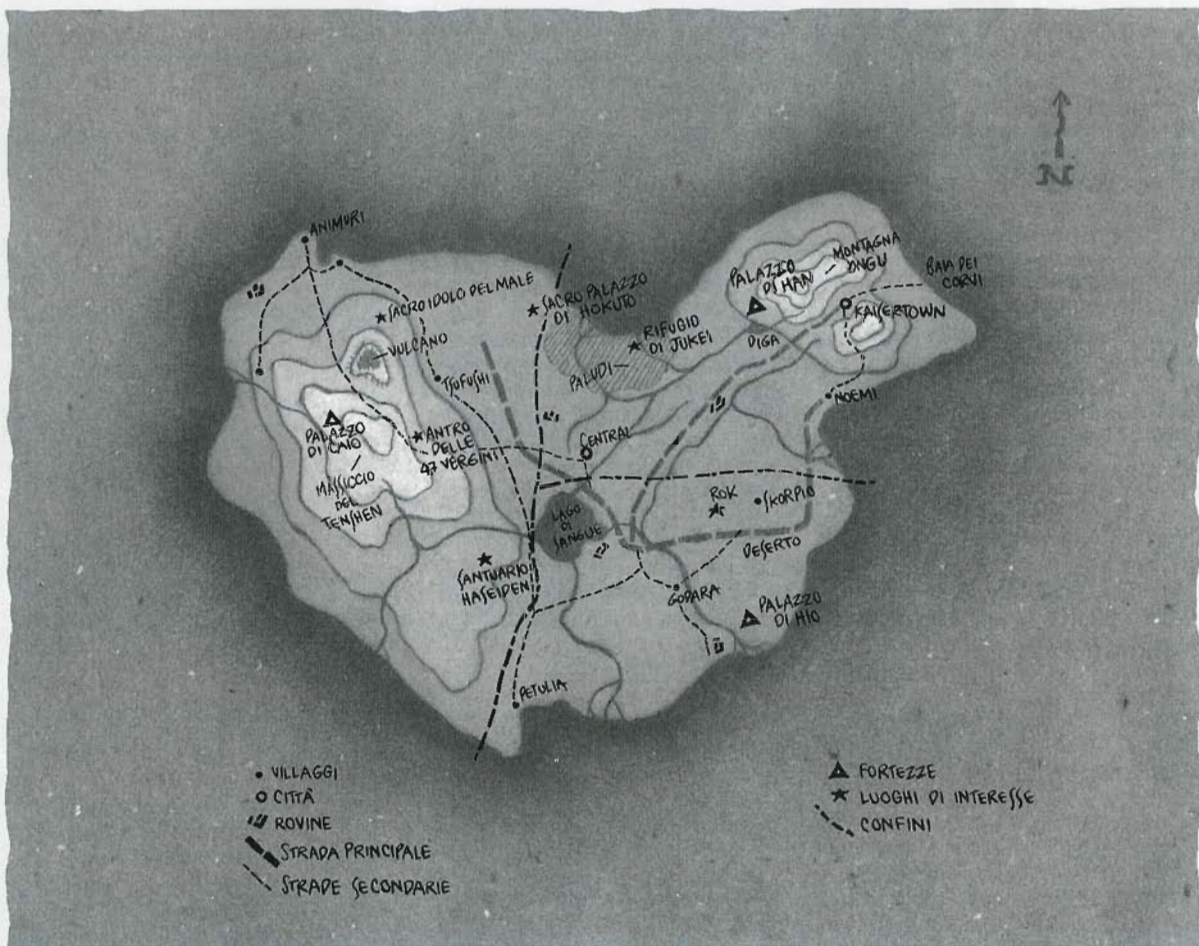 N
ANIMURI
SACRO IDOLO DEL MALE
VULCANO
TSUFUSHI
PALAZZO
DI CAIO
MASSICCIO
DEL
TENSHEN
ANTRO
DELLE
47 VERGINI
SACRO PALAZZO
DI HOKUTO
RIFUGIO
DI JUKEI
PALUDI
PALAZZO
DI HAN
MONTAGNA
ONGU
BAIA DEI
CORVI
KAISERTOWN
DIGA
NOEMI
CENTRAL
LAGO
DI
SANGUE
ROK
SKORPIO
DESERTO
SANTUARIO
HASEIDEN
GODARA
PALAZZO
DI HIO
PETULIA
VILLAGGI
CITTÀ
ROVINE
STRADA PRINCIPALE
STRADE SECONDARIE
FORTEZZE
LUOGHI DI INTERESSE
CONFINI